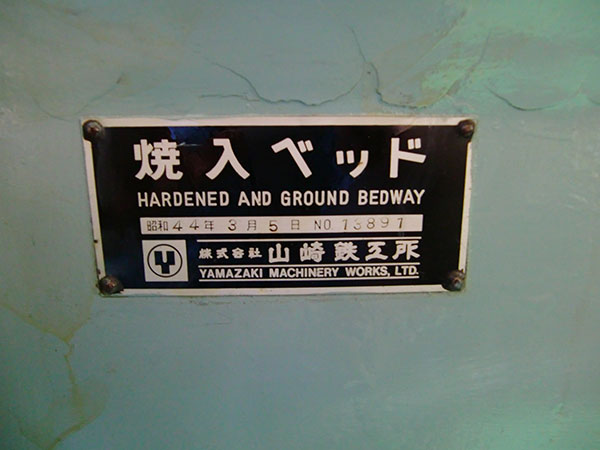 焼入ベッド
HARDENED AND GROUND BEDWAY
昭和44年3月5日 NO 13891
Y 株式会社 山崎鉄工所
YAMAZAKI MACHINERY WORKS, LTD.